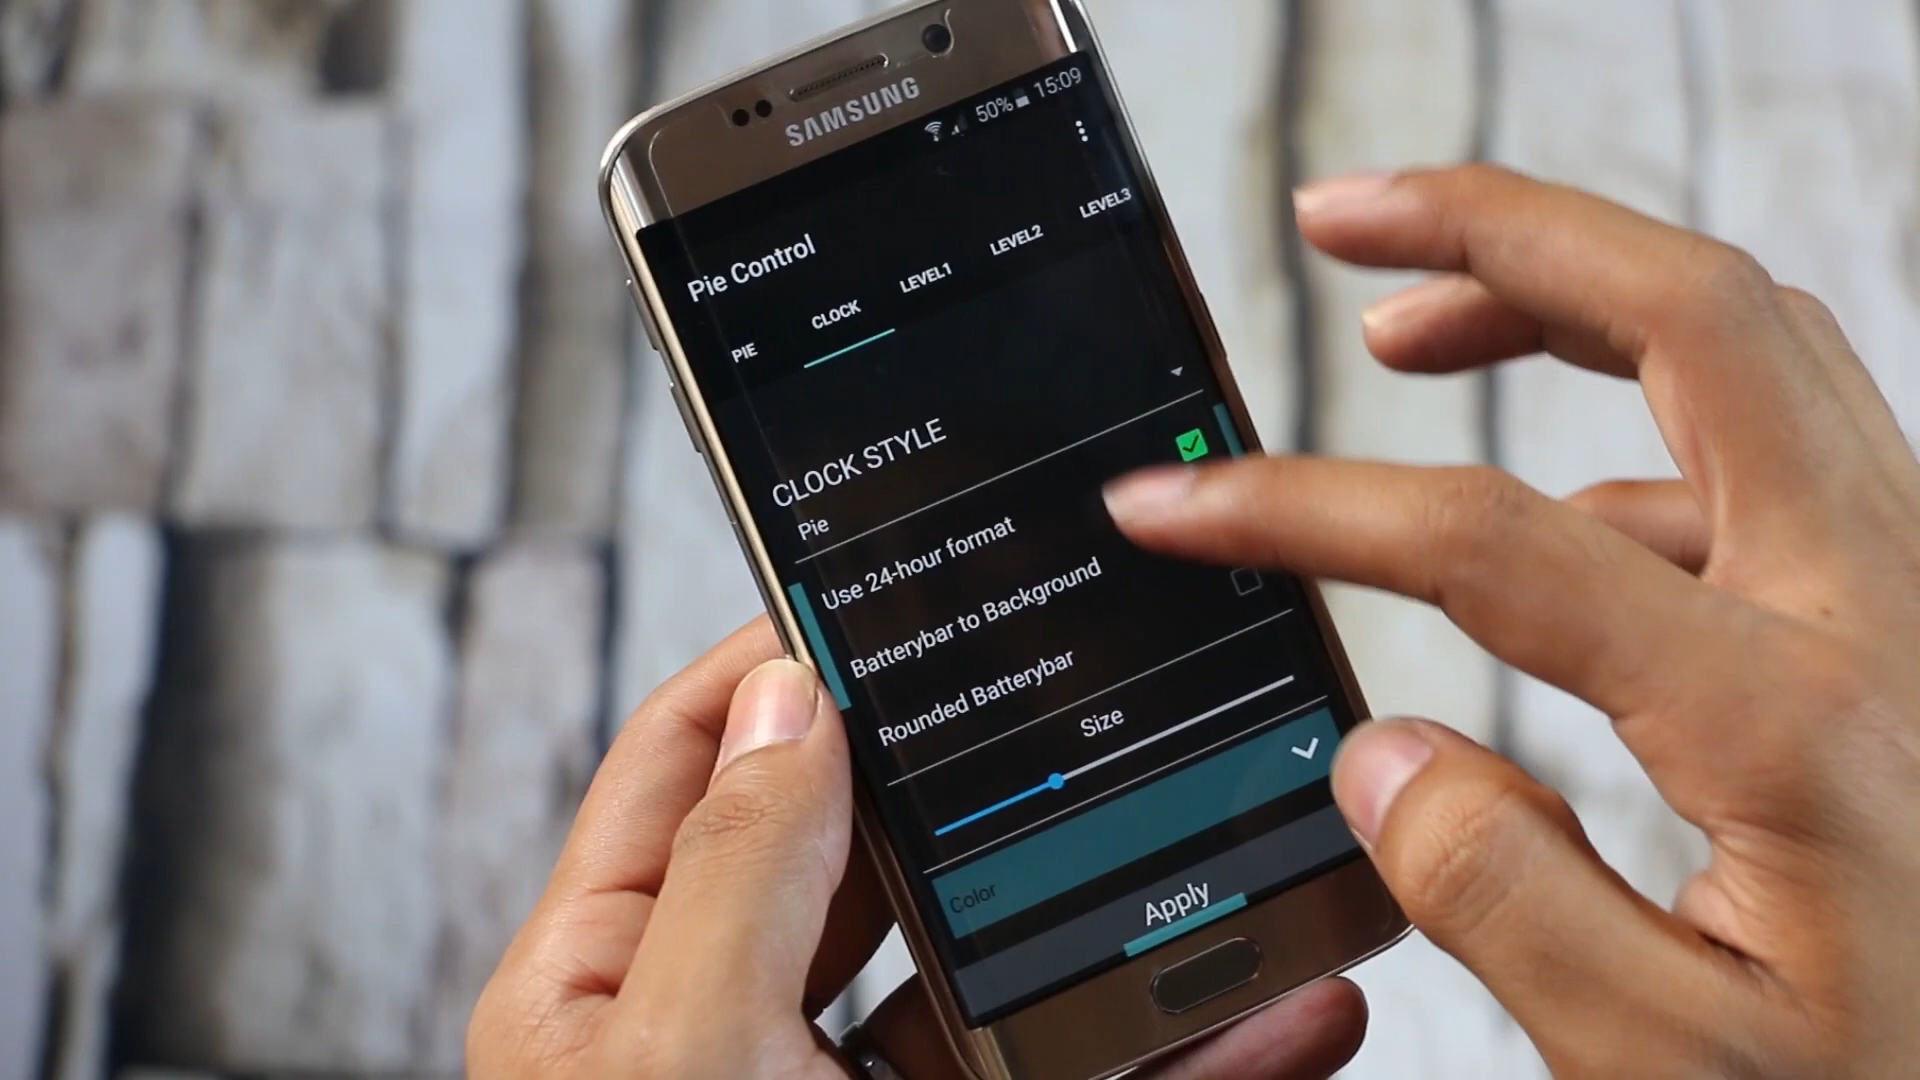 SAMSUNG
50% 15:09
Pie Control
PIE CLOCK LEVEL1 LEVEL2 LEVEL3
CLOCK STYLE
Pie
Use 24-hour format
Batterybar to Background
Rounded Batterybar
Size
Color
Apply